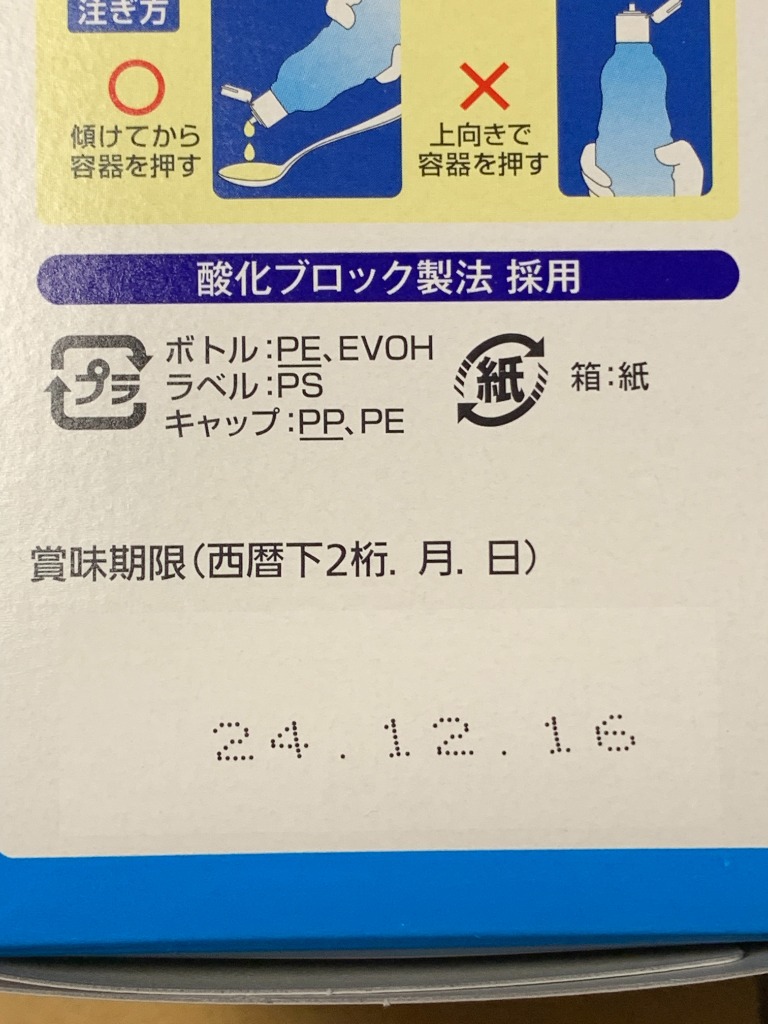 注ぎ方
傾けてから
容器を押す
上向きで
容器を押す
酸化ブロック製法 採用
プラ
ボトル:PE、EVOH
ラベル:PS
キャップ:PP、PE
紙
箱:紙
賞味期限(西暦下2桁. 月. 日)
24.12.16